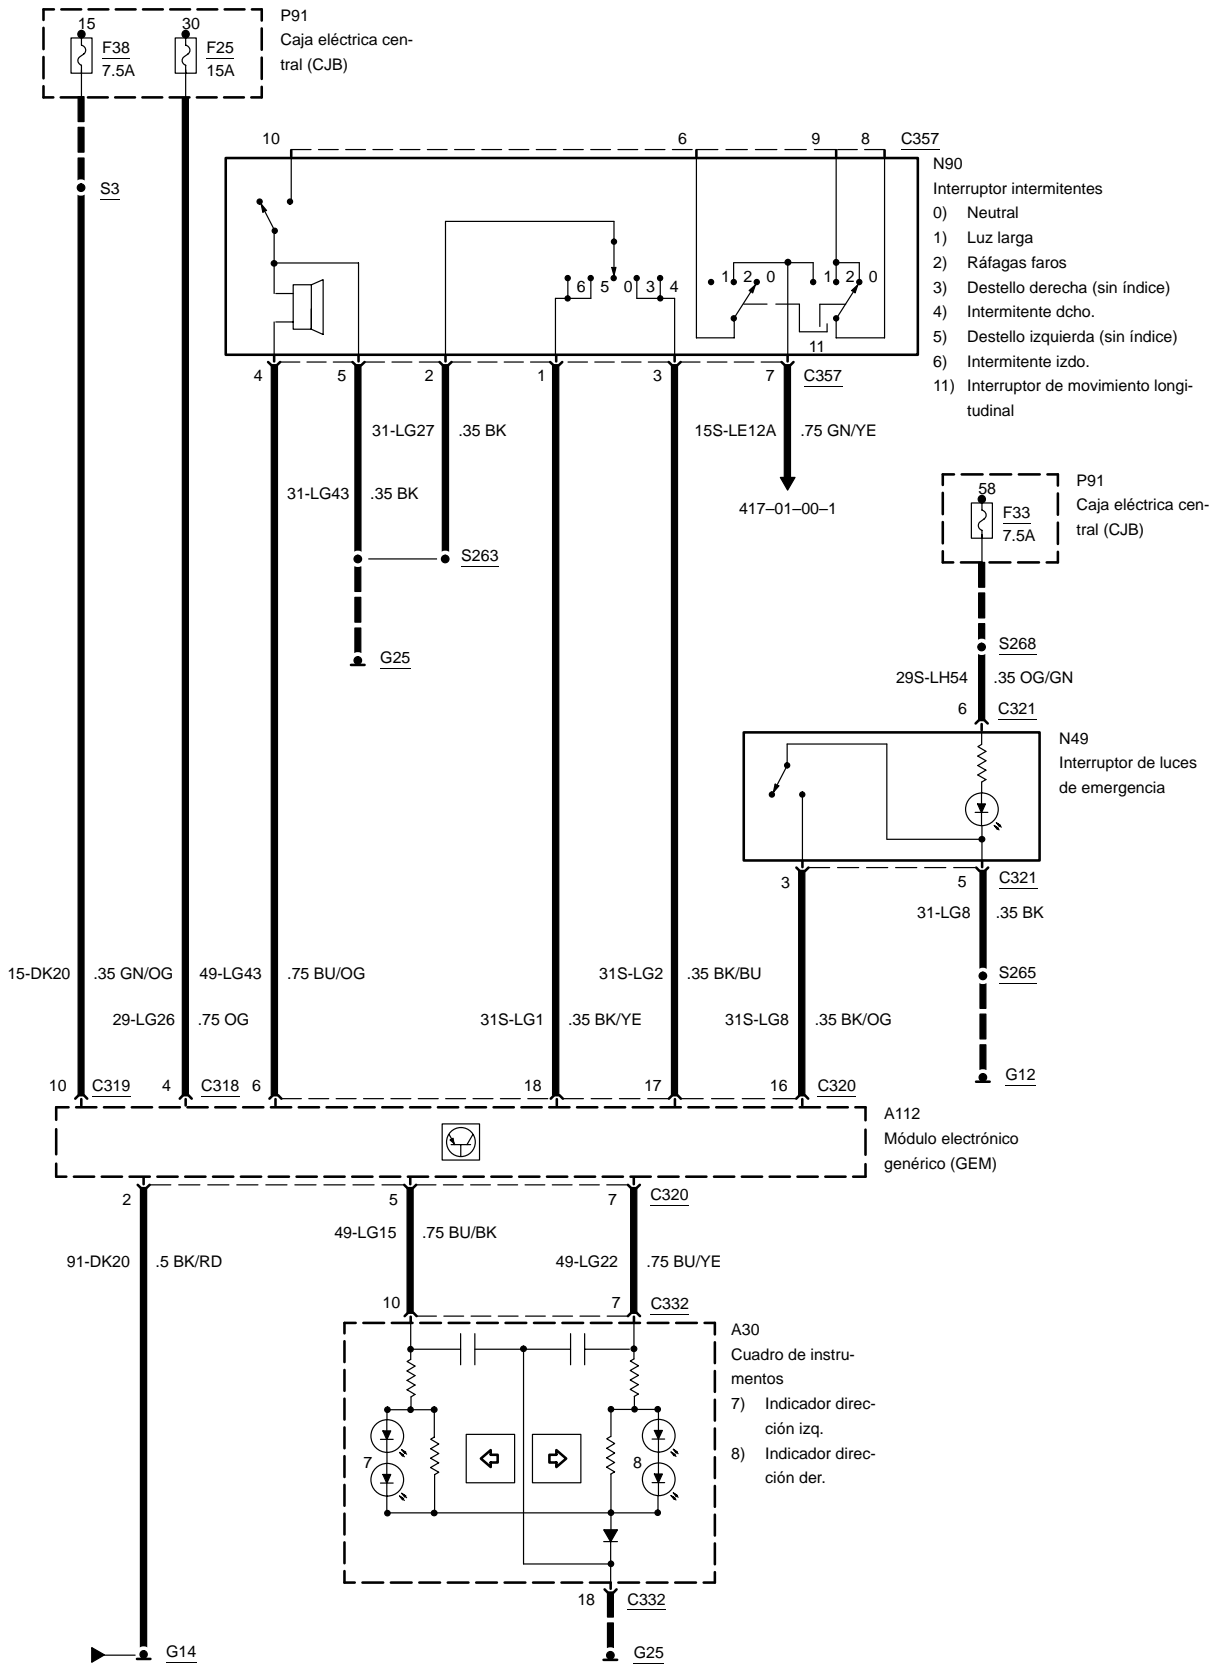 15
30
P91
Caja eléctrica cen-
tral (CJB)
F38
7.5A
F25
15A
S3
10
6
9
8
C357
N90
Interruptor intermitentes
0) Neutral
1) Luz larga
2) Ráfagas faros
3) Destello derecha (sin índice)
4) Intermitente dcho.
5) Destello izquierda (sin índice)
6) Intermitente izdo.
11) Interruptor de movimiento longi-
tudinal
6 5 0 3 4
1 2 0
1 2 0
11
4
5
2
1
3
7
C357
31-LG27 .35 BK
15S-LE12A .75 GN/YE
31-LG43 .35 BK
417–01–00–1
S263
G25
58
P91
Caja eléctrica cen-
tral (CJB)
F33
7.5A
S268
29S-LH54 .35 OG/GN
6
C321
N49
Interruptor de luces
de emergencia
3
5
C321
31-LG8 .35 BK
S265
G12
15-DK20 .35 GN/OG
49-LG43 .75 BU/OG
31S-LG2 .35 BK/BU
29-LG26 .75 OG
31S-LG1 .35 BK/YE
31S-LG8 .35 BK/OG
10
C319
4
C318
6
18
17
16
C320
A112
Módulo electrónico
genérico (GEM)
2
5
7
C320
49-LG15 .75 BU/BK
91-DK20 .5 BK/RD
49-LG22 .75 BU/YE
10
7
C332
A30
Cuadro de instru-
mentos
7) Indicador direc-
ción izq.
8) Indicador direc-
ción der.
7
8
18
C332
G14
G25